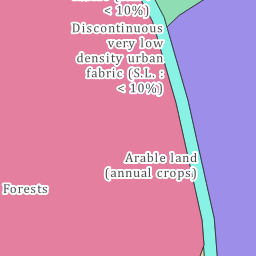 < 10%)
Discontinuous
very low
density urban
fabric (S.L. :
< 10%)
Arable land
(annual crops)
Forests